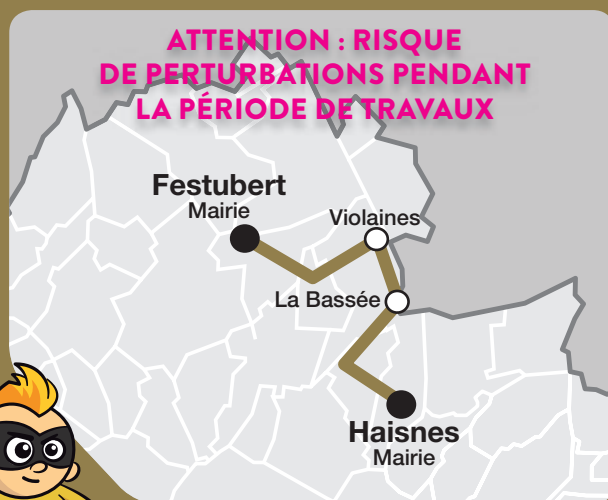 ATTENTION : RISQUE
DE PERTURBATIONS PENDANT
LA PÉRIODE DE TRAVAUX
Festubert
Mairie
Violaines
La Bassée
Haisnes
Mairie